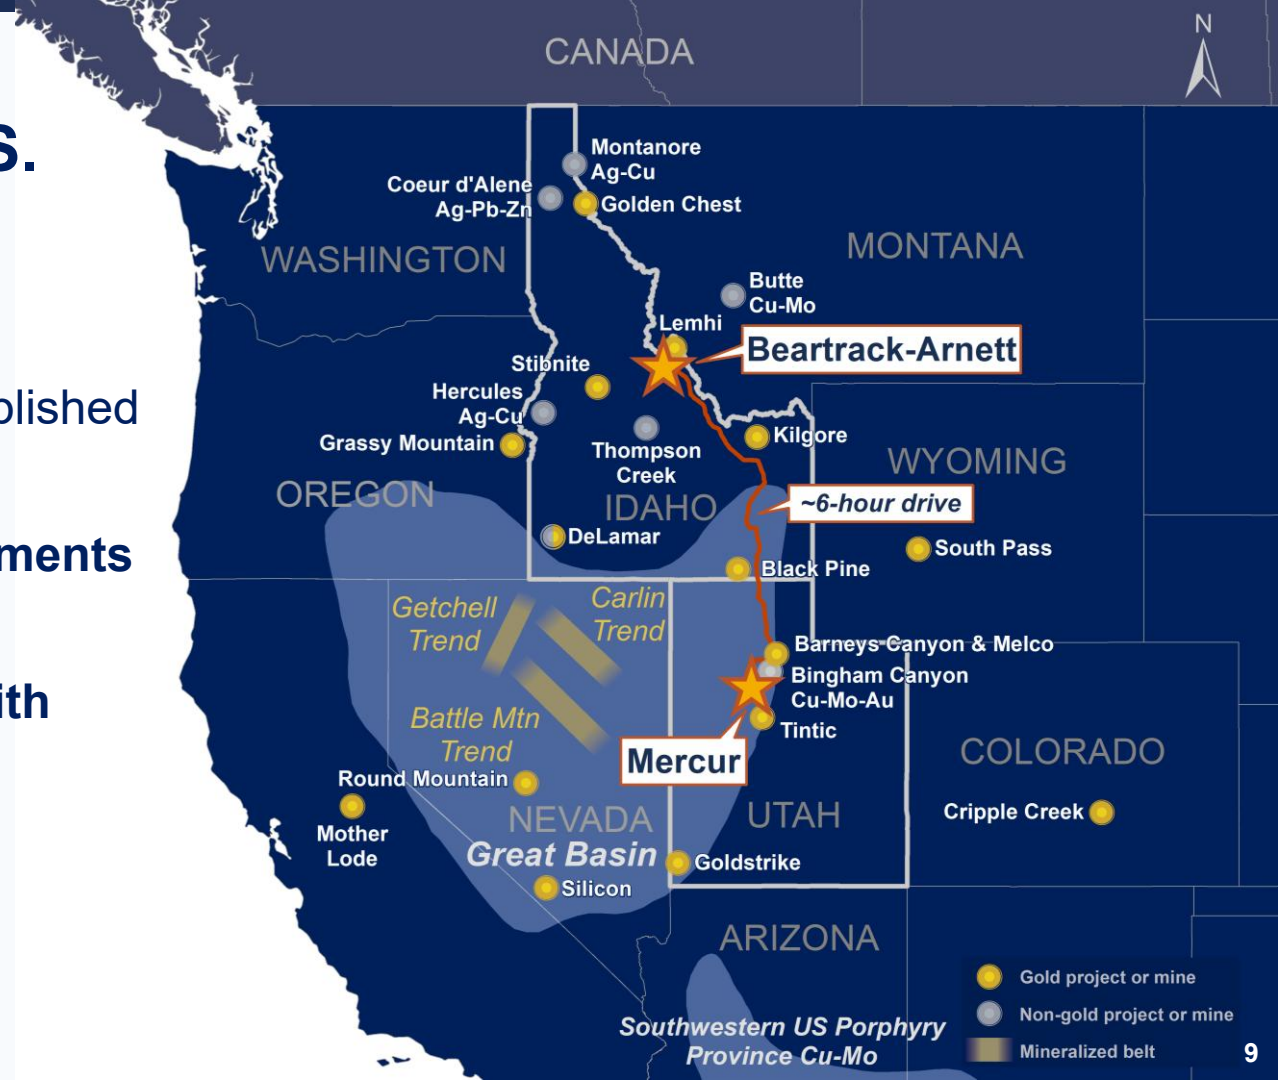 S.
blished
ments
ith
CANADA
N
Montanore
Ag-Cu
Coeur d'Alene
Ag-Pb-Zn
Golden Chest
WASHINGTON
MONTANA
Butte
Cu-Mo
Lemhi
Beartrack-Arnett
Stibnite
Hercules
Ag-Cu
Grassy Mountain
Thompson
Creek
Kilgore
WYOMING
OREGON
IDAHO
~6-hour drive
DeLamar
South Pass
Black Pine
Getchell
Trend
Carlin
Trend
Barneys Canyon & Melco
Bingham Canyon
Cu-Mo-Au
Battle Mtn
Trend
Tintic
Mercur
COLORADO
Round Mountain
Mother
Lode
NEVADA
UTAH
Cripple Creek
Great Basin
Goldstrike
Silicon
ARIZONA
Southwestern US Porphyry
Province Cu-Mo
Gold project or mine
Non-gold project or mine
Mineralized belt
9